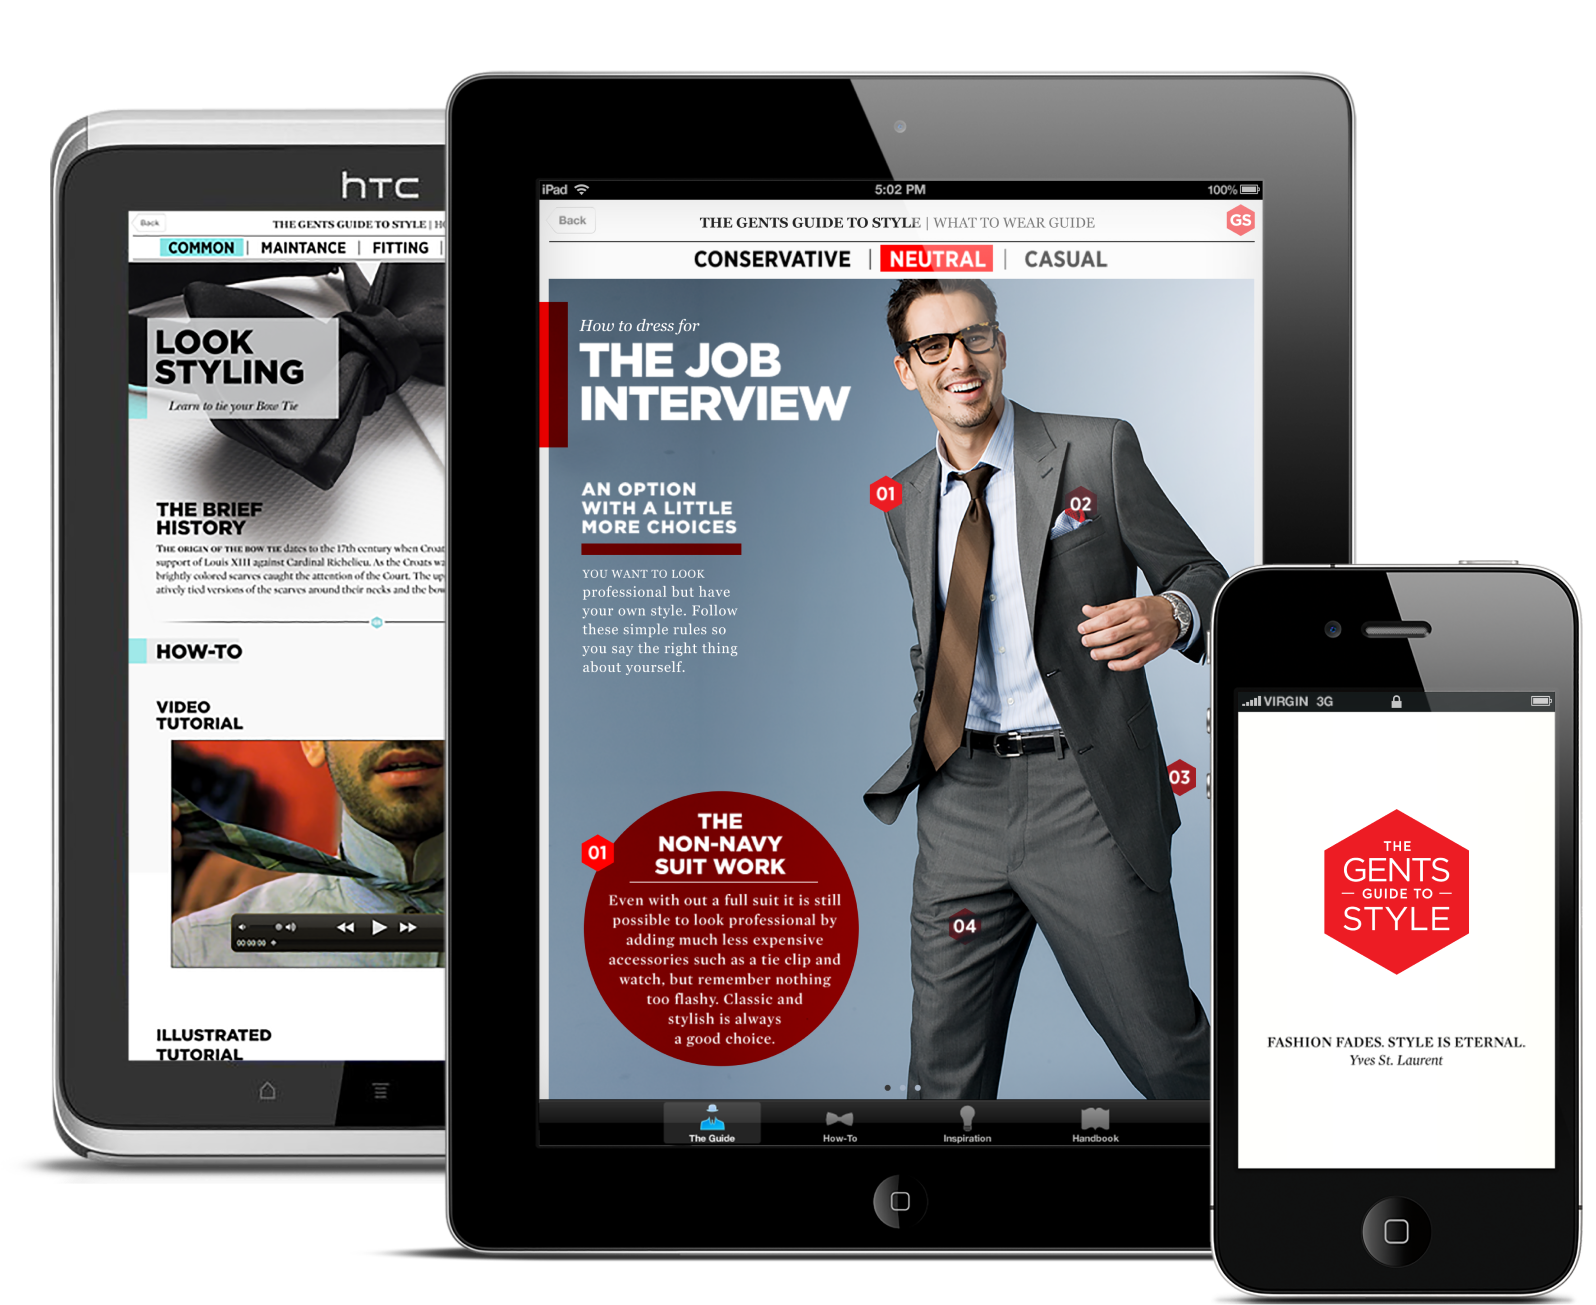 hTC
Back
THE GENTS GUIDE TO STYLE |
COMMON | MAINTANCE | FITTING |
LOOK
STYLING
Learn to tie your Bow Tie
THE BRIEF
HISTORY
THE ORIGIN OF THE BOW TIE dates to the 17th century when Croat
support of Louis XIII against Cardinal Richelieu. As the Croats wa
brightly colored scarves caught the attention of the Court. The up
atively tied versions of the scarves around their necks and the bow
HOW-TO
VIDEO
TUTORIAL
00:00:00
ILLUSTRATED
TUTORIAL
iPad
5:02 PM
100%
Back
THE GENTS GUIDE TO STYLE | WHAT TO WEAR GUIDE
GS
CONSERVATIVE | NEUTRAL | CASUAL
How to dress for
THE JOB
INTERVIEW
AN OPTION
WITH A LITTLE
MORE CHOICES
YOU WANT TO LOOK
professional but have
your own style. Follow
these simple rules so
you say the right thing
about yourself.
01
02
03
04
01
THE
NON-NAVY
SUIT WORK
Even with out a full suit it is still
possible to look professional by
adding much less expensive
accessories such as a tie clip and
watch, but remember nothing
too flashy. Classic and
stylish is always
a good choice.
The Guide
How-To
Inspiration
Handbook
VIRGIN 3G
THE
GENTS
GUIDE TO
STYLE
FASHION FADES. STYLE IS ETERNAL.
Yves St. Laurent